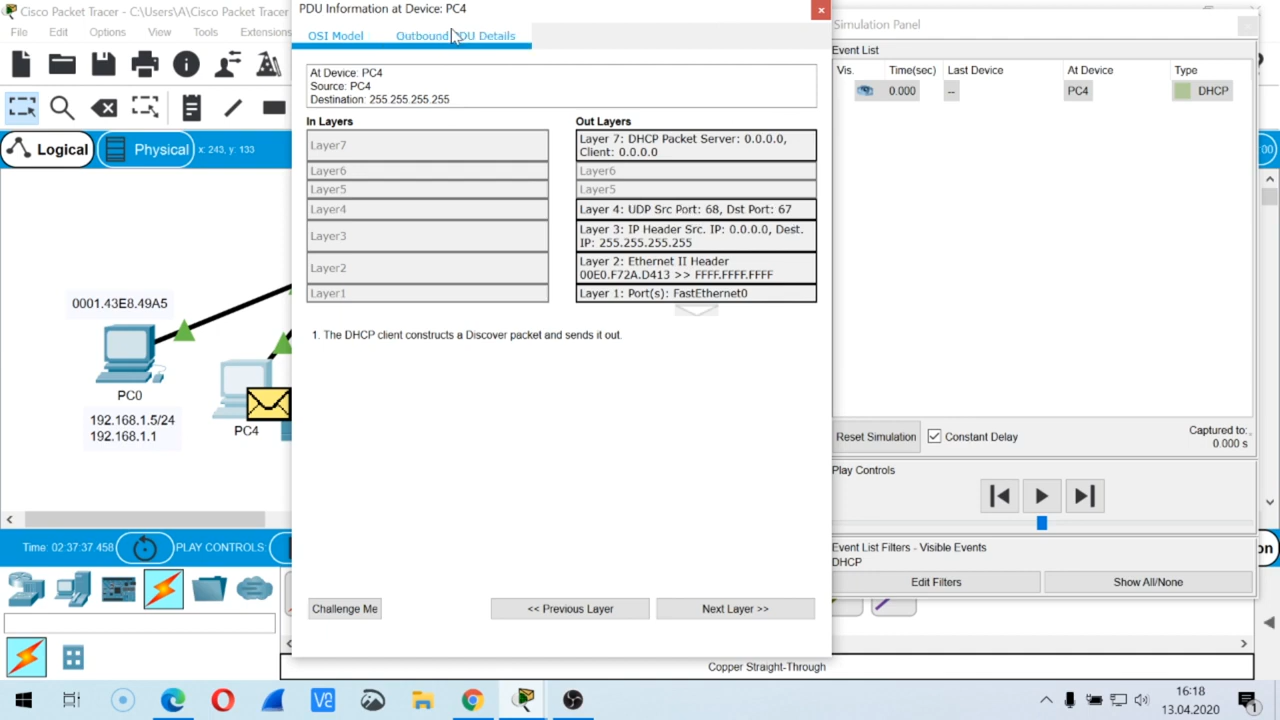 Cisco Packet Tracer - C:\Users\A\Cisco Packet Tracer
File Edit Options View Tools Extensions
Logical
Physical
x: 243, y: 133
0001.43E8.49A5
PC0
192.168.1.5/24
192.168.1.1
PC4
Time: 02:37:37.458
PLAY CONTROLS:
PDU Information at Device: PC4
OSI Model
Outbound PDU Details
At Device: PC4
Source: PC4
Destination: 255.255.255.255
In Layers
Layer7
Layer6
Layer5
Layer4
Layer3
Layer2
Layer1
Out Layers
Layer 7: DHCP Packet Server: 0.0.0.0,
Client: 0.0.0.0
Layer6
Layer5
Layer 4: UDP Src Port: 68, Dst Port: 67
Layer 3: IP Header Src. IP: 0.0.0.0, Dest.
IP: 255.255.255.255
Layer 2: Ethernet II Header
00E0.F72A.D413 >> FFFF.FFFF.FFFF
Layer 1: Port(s): FastEthernet0
1. The DHCP client constructs a Discover packet and sends it out.
Challenge Me
<< Previous Layer
Next Layer >>
Simulation Panel
Event List
Vis. Time(sec) Last Device At Device Type
0.000 -- PC4 DHCP
Reset Simulation
Constant Delay
Captured to:
0.000 s
Play Controls
Event List Filters - Visible Events
DHCP
Edit Filters
Show All/None
Copper Straight-Through
16:18
13.04.2020
1